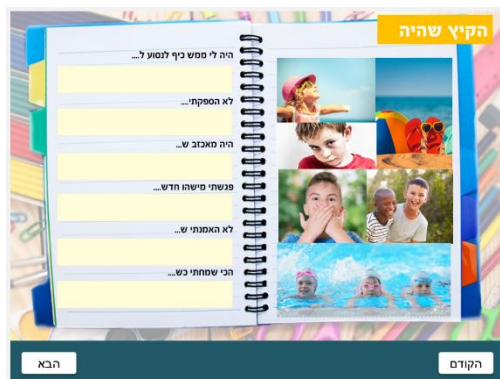 הקיץ שהיה
היה לי ממש כיף לנסוע ל....
לא הספקתי....
היה מאכזב ש...
פגשתי מישהו חדש....
לא האמנתי ש...
הכי שמחתי כש....
הקודם
הבא